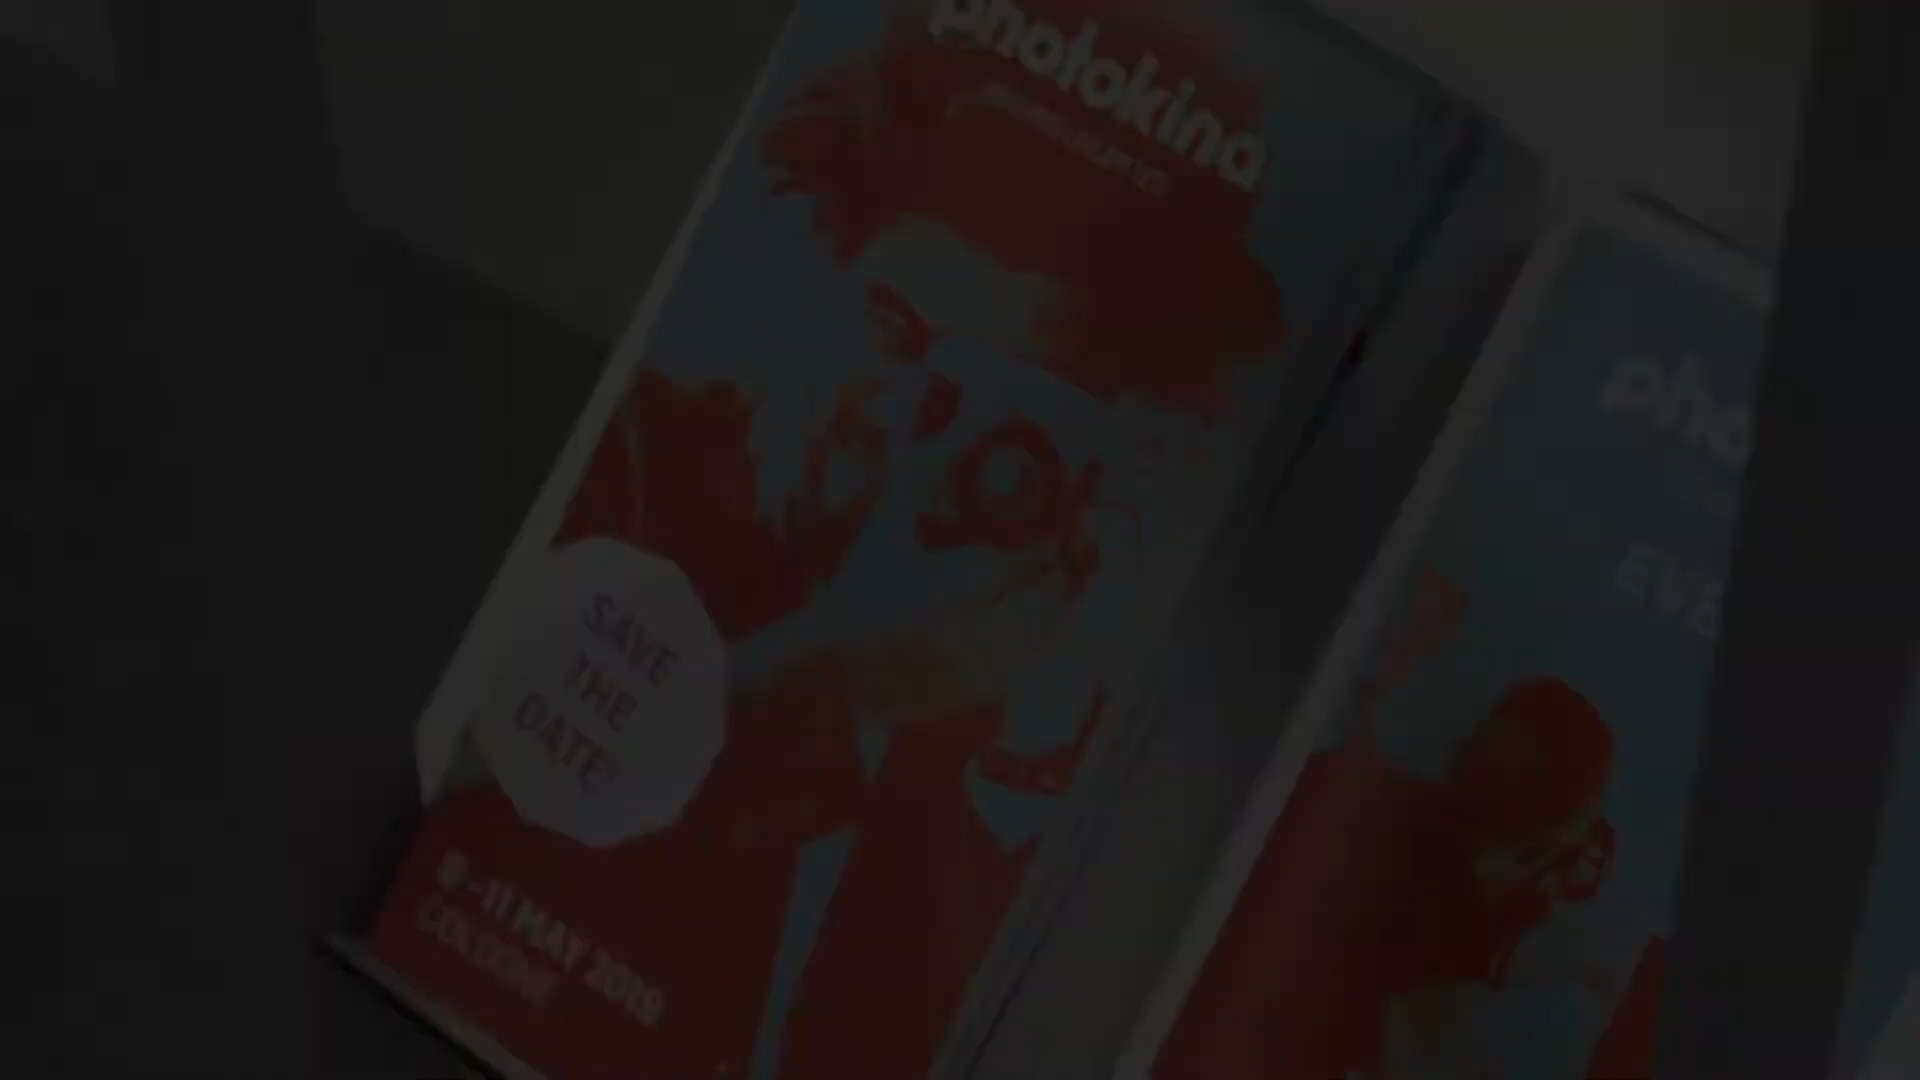 photokina
SAVE
THE
DATE
8–11 MAY 2019
COLOGNE
pho
EVE